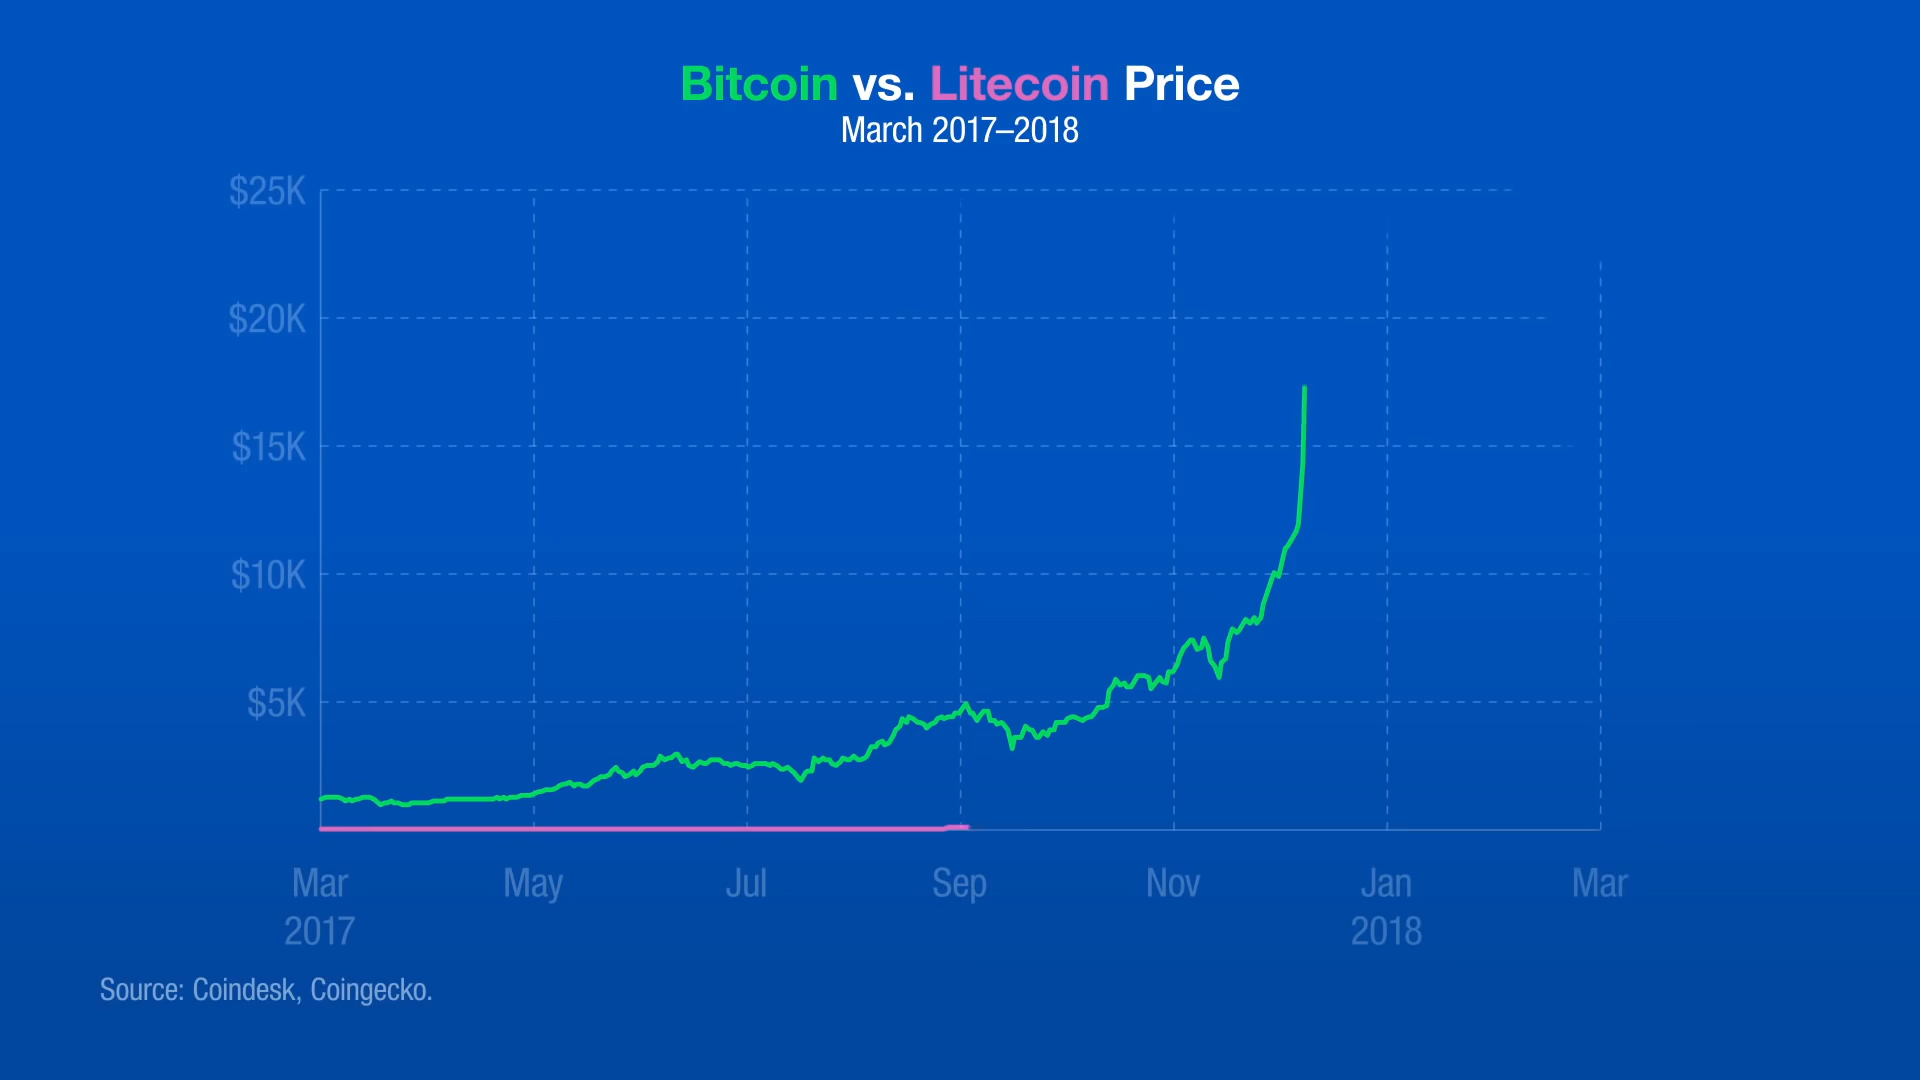 Bitcoin vs. Litecoin Price
March 2017–2018
$25K
$20K
$15K
$10K
$5K
Mar May Jul Sep Nov Jan Mar
2017 2018
Source: Coindesk, Coingecko.